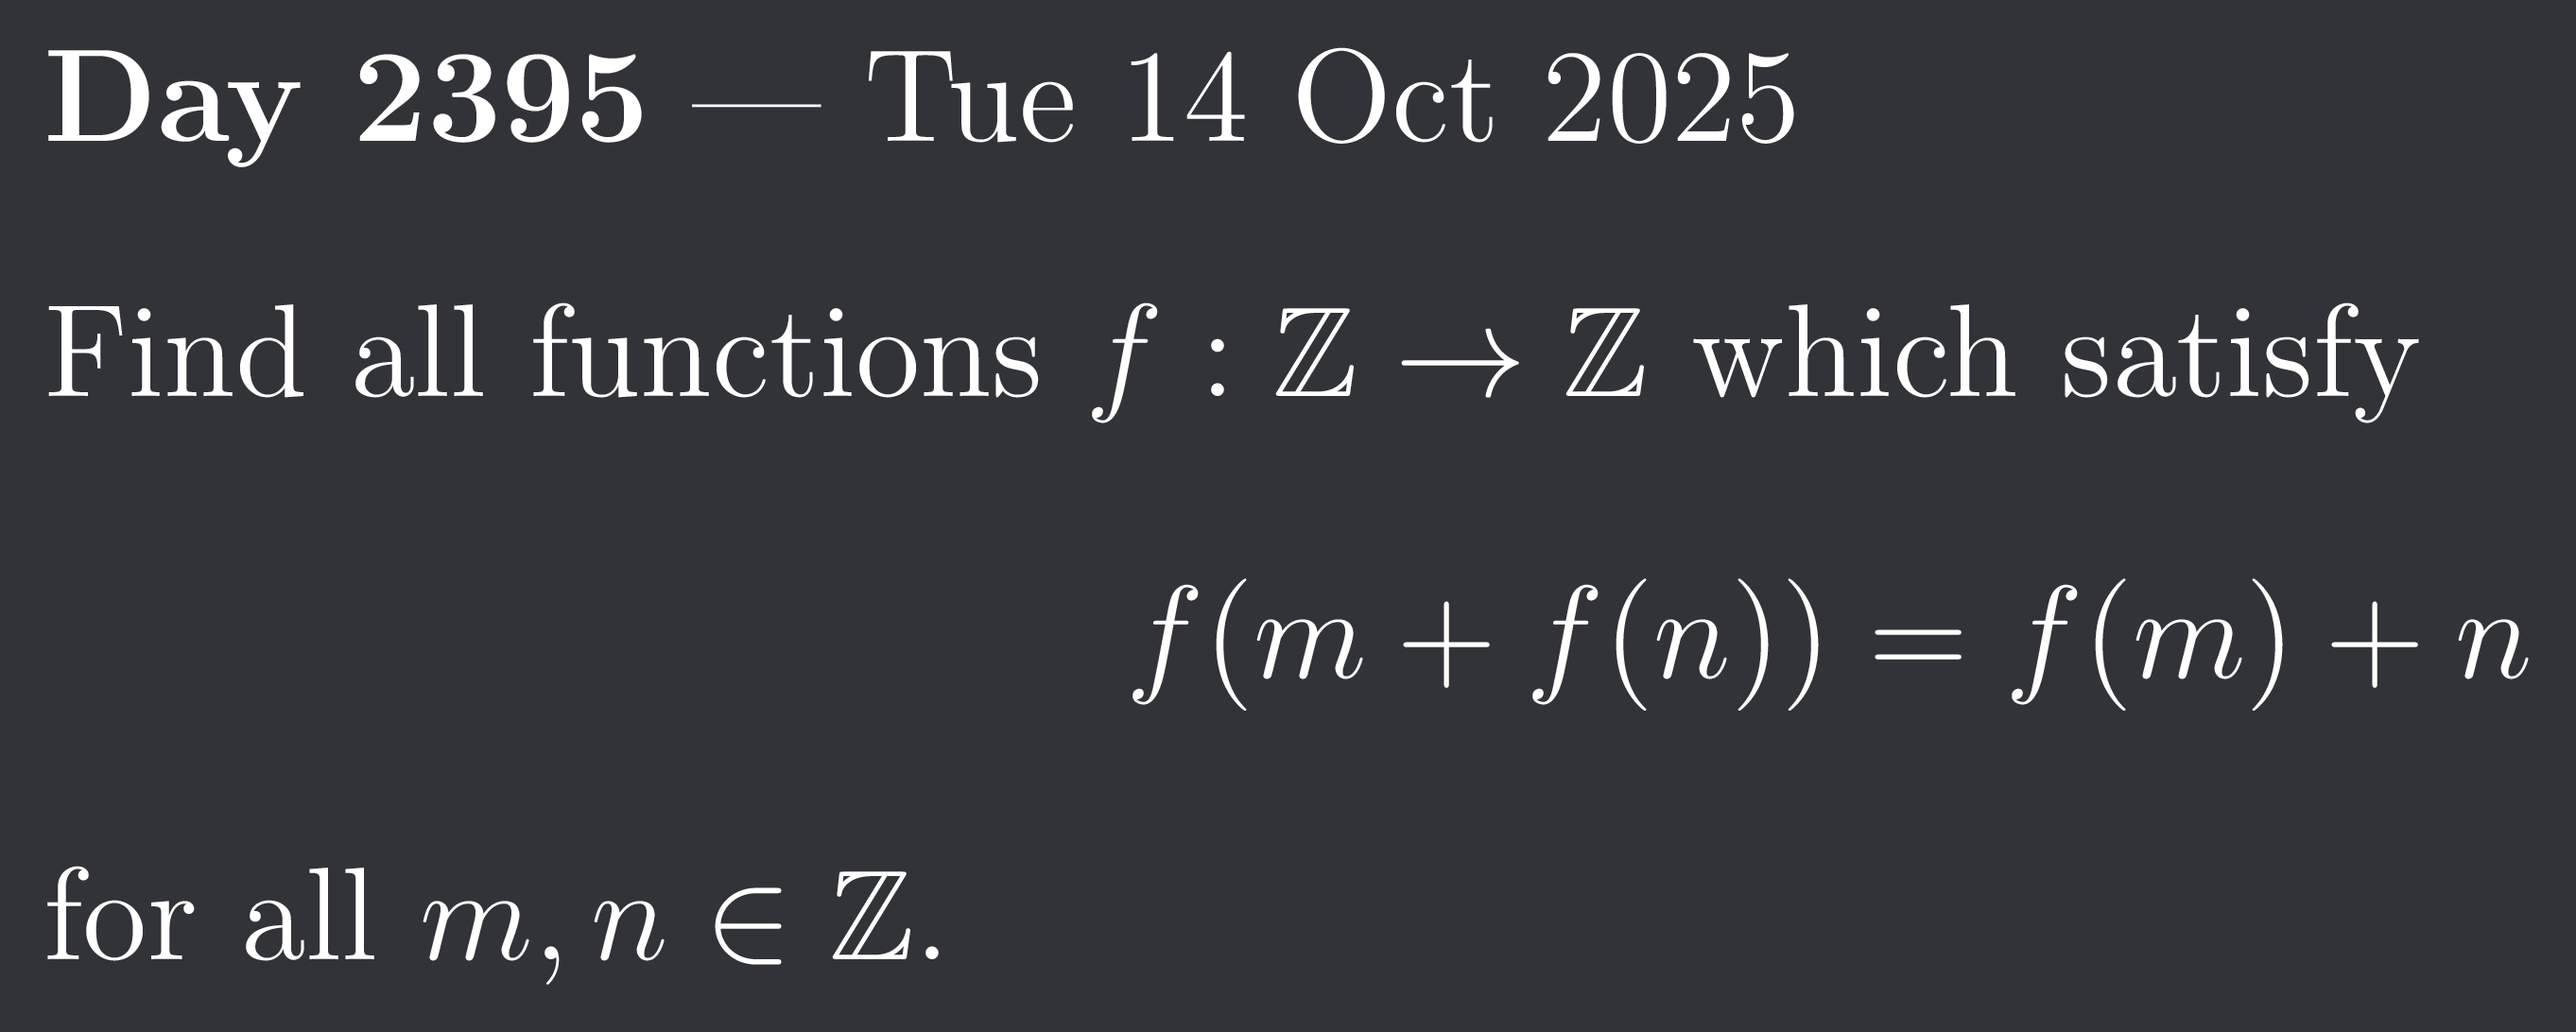 Day 2395 — Tue 14 Oct 2025
Find all functions f : ℤ → ℤ which satisfy
f(m + f(n)) = f(m) + n
for all m, n ∈ ℤ.